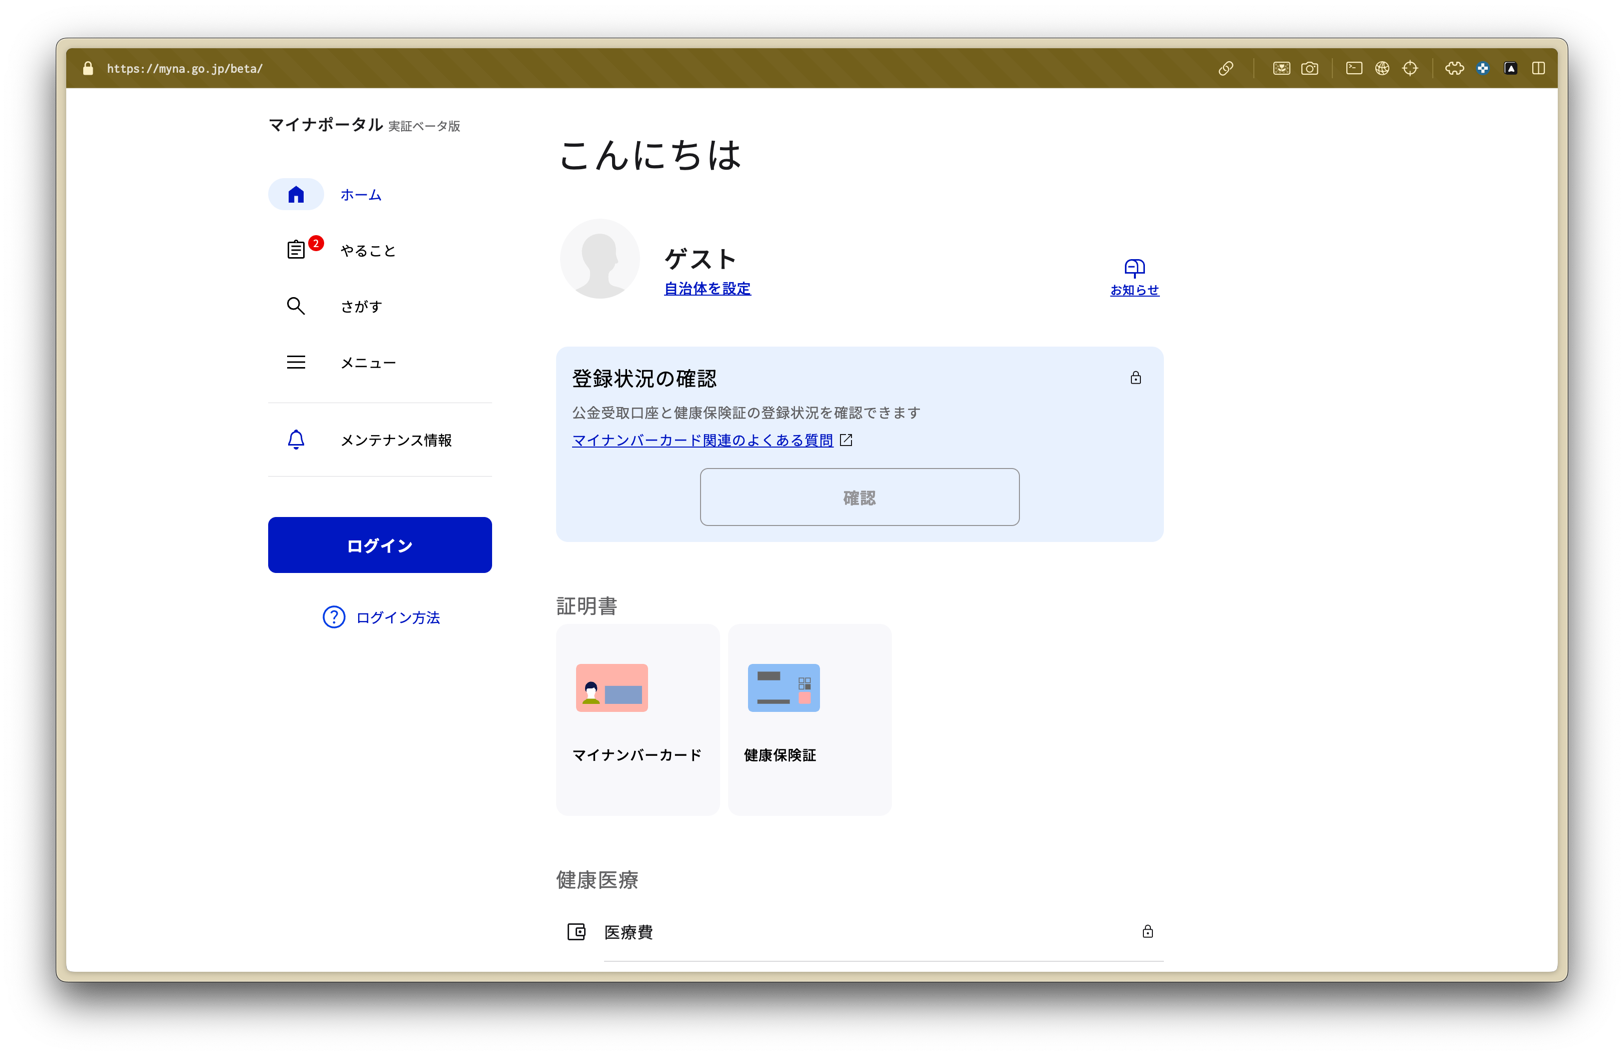 https://myna.go.jp/beta/
マイナポータル 実証ベータ版
ホーム
2
やること
さがす
メニュー
メンテナンス情報
ログイン
ログイン方法
こんにちは
ゲスト
自治体を設定
お知らせ
登録状況の確認
公金受取口座と健康保険証の登録状況を確認できます
マイナンバーカード関連のよくある質問
確認
証明書
マイナンバーカード
健康保険証
健康医療
医療費